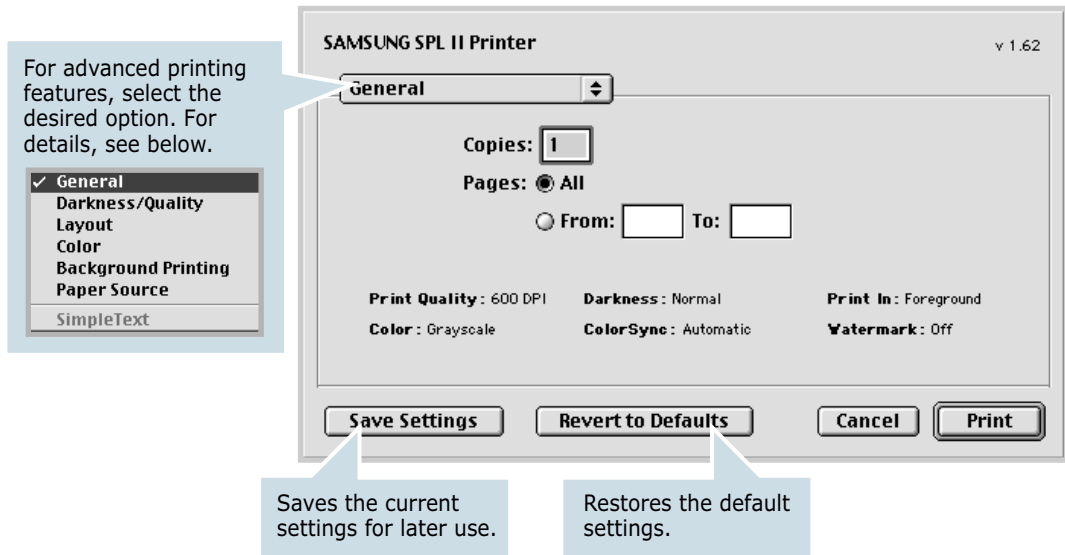 SAMSUNG SPL II Printer
v 1.62
For advanced printing
features, select the
desired option. For
details, see below.
✓ General
Darkness/Quality
Layout
Color
Background Printing
Paper Source
SimpleText
General
Copies: 1
Pages: All
From: To:
Print Quality : 600 DPI Darkness : Normal Print In : Foreground
Color : Grayscale ColorSync : Automatic Watermark : Off
Save Settings Revert to Defaults Cancel Print
Saves the current
settings for later use.
Restores the default
settings.